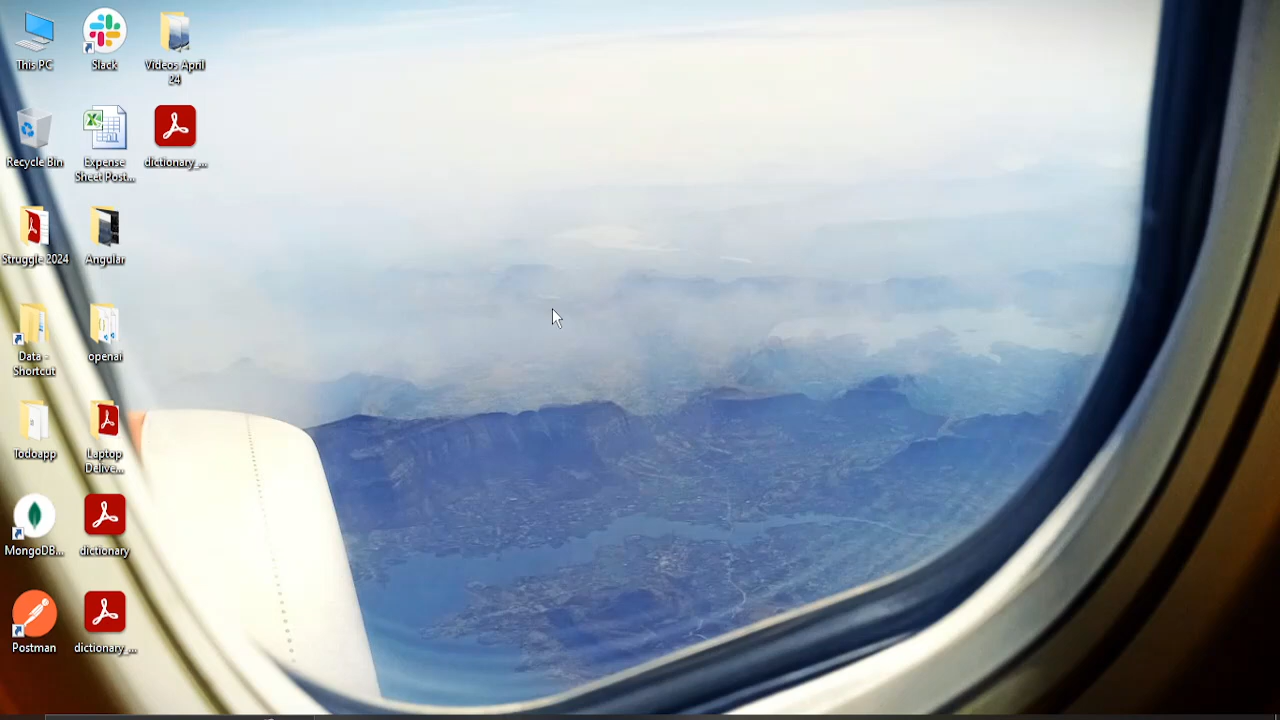 This PC
Slack
Videos April
24
Recycle Bin
Expense
Sheet Post...
dictionary_...
Struggle 2024
Angular
Data -
Shortcut
openai
Todoapp
Laptop
Delive...
MongoDB...
dictionary
Postman
dictionary_...